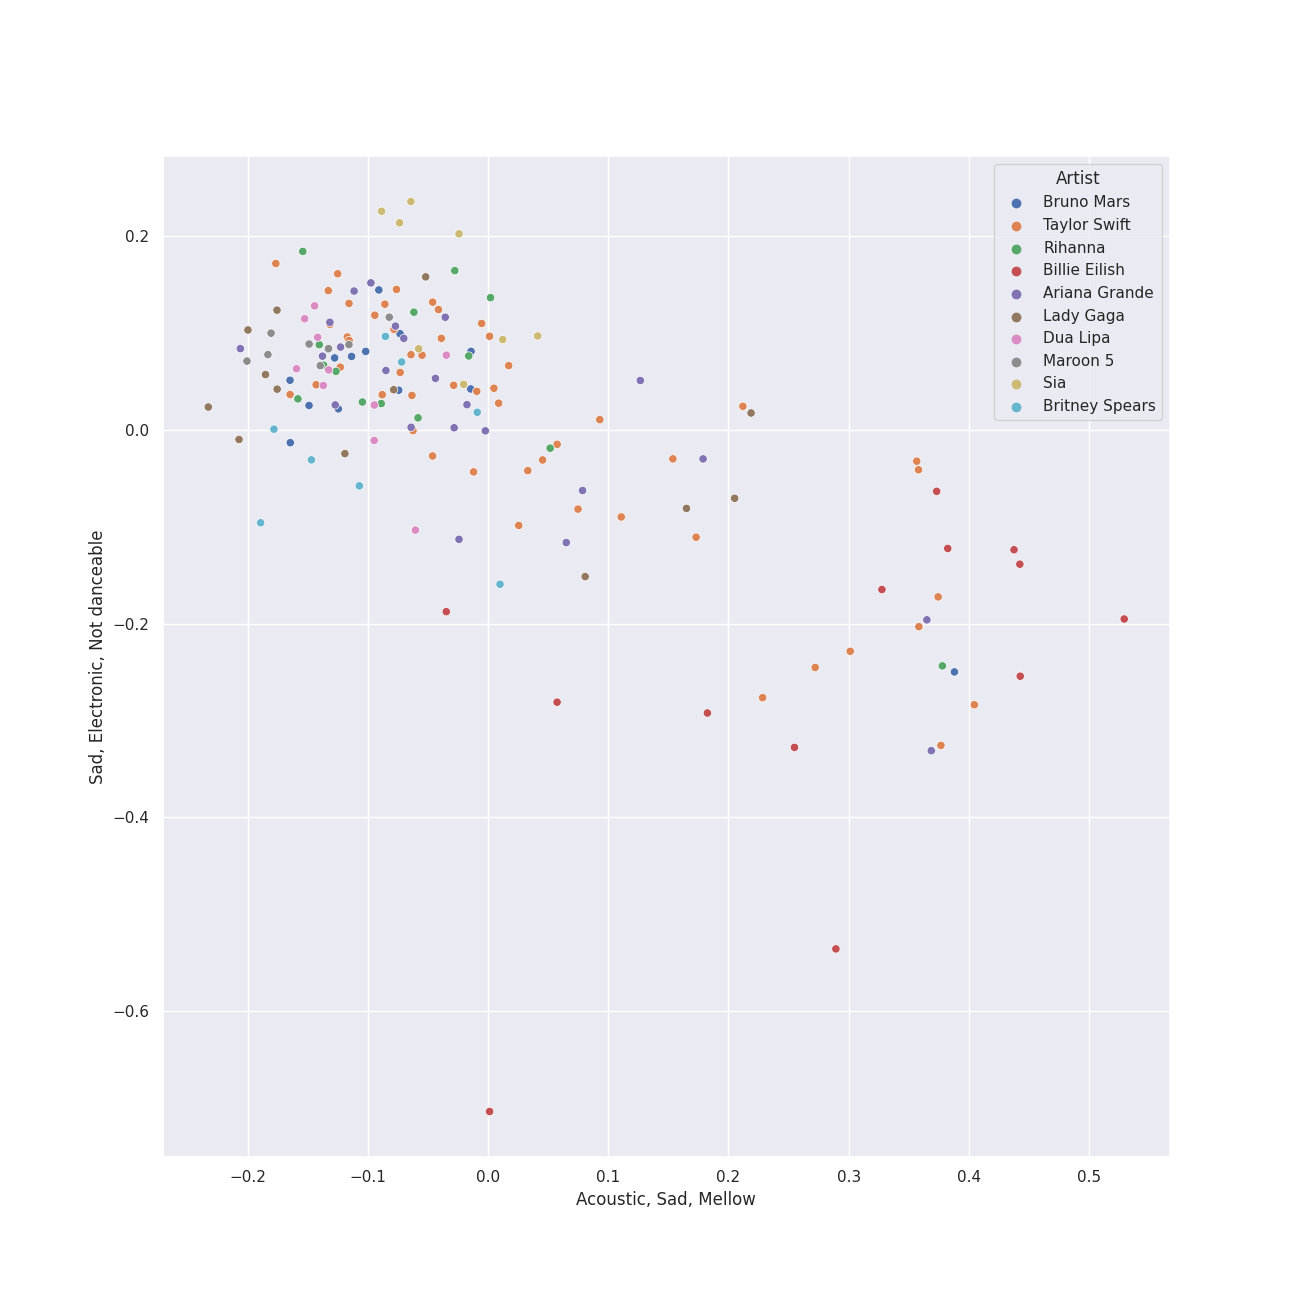 Artist
Bruno Mars
Taylor Swift
Rihanna
Billie Eilish
Ariana Grande
Lady Gaga
Dua Lipa
Maroon 5
Sia
Britney Spears
0.2
0.0
−0.2
−0.4
−0.6
Sad, Electronic, Not danceable
−0.2 −0.1 0.0 0.1 0.2 0.3 0.4 0.5
Acoustic, Sad, Mellow